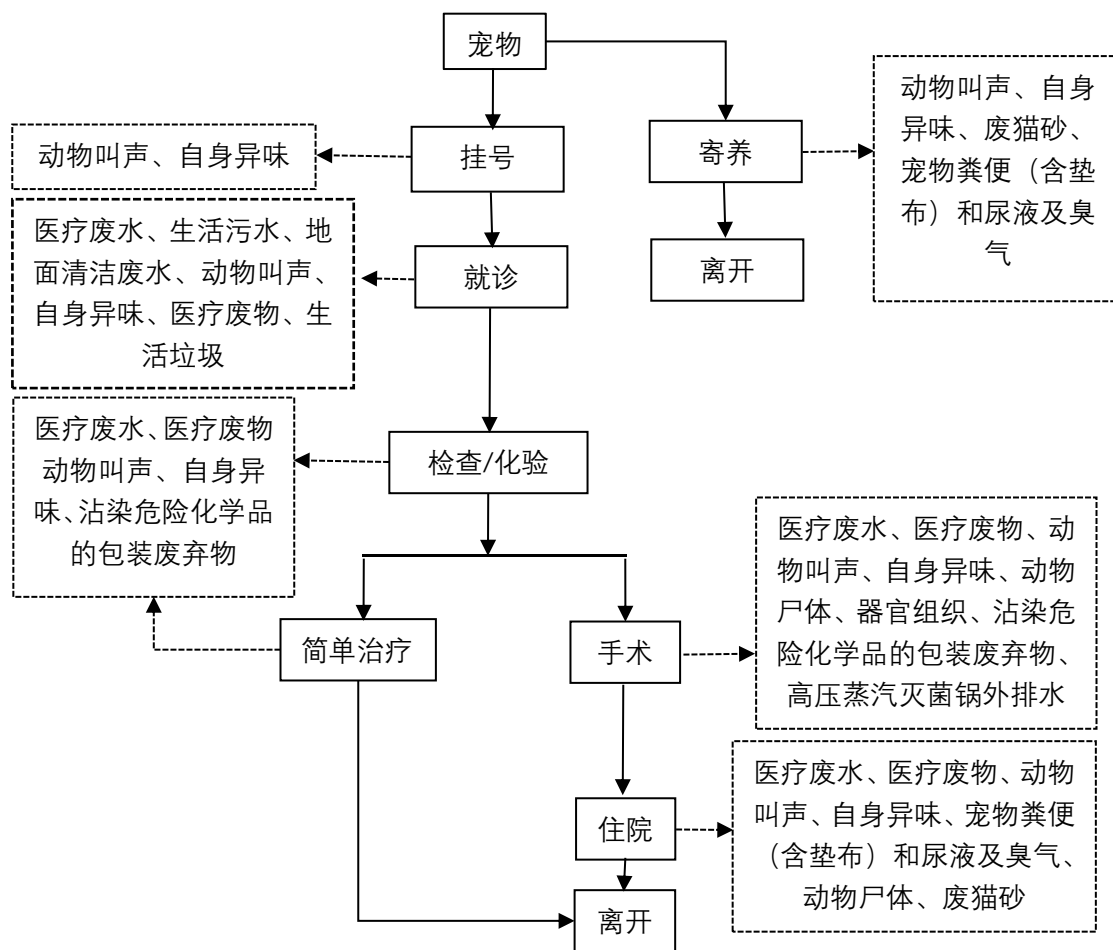 宠物
动物叫声、自身
异味、废猫砂、
宠物粪便（含垫
布）和尿液及臭
气
动物叫声、自身异味
挂号
寄养
医疗废水、生活污水、地
面清洁废水、动物叫声、
自身异味、医疗废物、生
活垃圾
就诊
离开
医疗废水、医疗废物
动物叫声、自身异
味、沾染危险化学品
的包装废弃物
检查/化验
医疗废水、医疗废物、动
物叫声、自身异味、动物
尸体、器官组织、沾染危
险化学品的包装废弃物、
高压蒸汽灭菌锅外排水
简单治疗
手术
医疗废水、医疗废物、动物
叫声、自身异味、宠物粪便
（含垫布）和尿液及臭气、
动物尸体、废猫砂
住院
离开